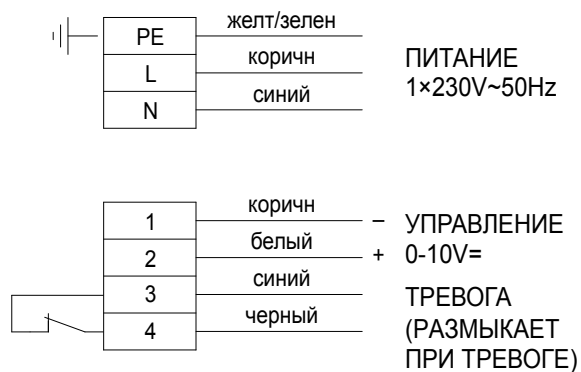 PE желт/зелен
L коричн
N синий
ПИТАНИЕ
1×230V~50Hz
1 коричн –
2 белый +
УПРАВЛЕНИЕ
0-10V=
3 синий
4 черный
ТРЕВОГА
(РАЗМЫКАЕТ
ПРИ ТРЕВОГЕ)